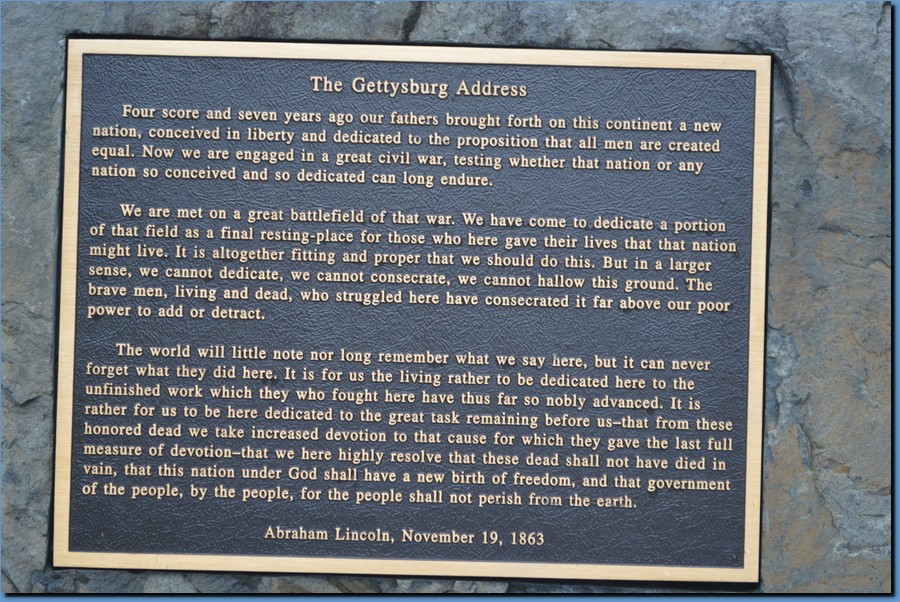 The Gettysburg Address
Four score and seven years ago our fathers brought forth on this continent a new
nation, conceived in liberty and dedicated to the proposition that all men are created
equal. Now we are engaged in a great civil war, testing whether that nation or any
nation so conceived and so dedicated can long endure.
We are met on a great battlefield of that war. We have come to dedicate a portion
of that field as a final resting-place for those who here gave their lives that that nation
might live. It is altogether fitting and proper that we should do this. But in a larger
sense, we cannot dedicate, we cannot consecrate, we cannot hallow this ground. The
brave men, living and dead, who struggled here have consecrated it far above our poor
power to add or detract.
The world will little note nor long remember what we say here, but it can never
forget what they did here. It is for us the living rather to be dedicated here to the
unfinished work which they who fought here have thus far so nobly advanced. It is
rather for us to be here dedicated to the great task remaining before us–that from these
honored dead we take increased devotion to that cause for which they gave the last full
measure of devotion–that we here highly resolve that these dead shall not have died in
vain, that this nation under God shall have a new birth of freedom, and that government
of the people, by the people, for the people shall not perish from the earth.
Abraham Lincoln, November 19, 1863